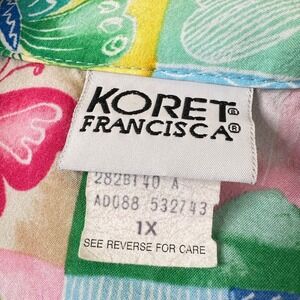 KORET®
FRANCISCA®
282B140 A
AD088 532743
1X
SEE REVERSE FOR CARE